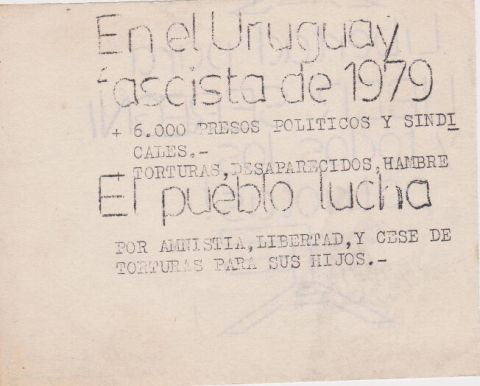 En el Uruguay
fascista de 1979
+ 6.000 PRESOS POLITICOS Y SINDI
CALES.-
TORTURAS,DESAPARECIDOS,HAMBRE
El pueblo lucha
POR AMNISTIA,LIBERTAD,Y CESE DE
TORTURAS PARA SUS HIJOS.-